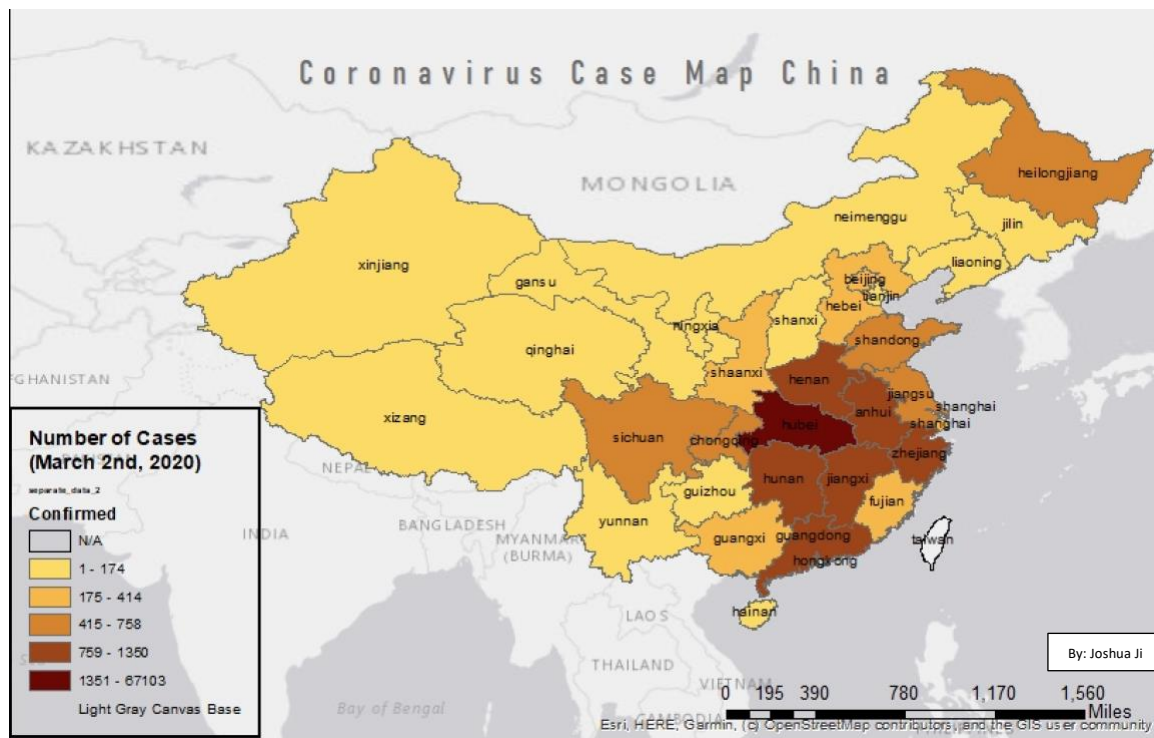 Coronavirus Case Map China
KAZAKHSTAN
MONGOLIA
heilongjiang
neimenggu
jilin
liaoning
xinjiang
gansu
beijing
tianjin
hebei
ningxia
shanxi
qinghai
shandong
shaanxi
henan
xizang
jiangsu
anhui
shanghai
shanghai
hubei
sichuan
chongqing
zhejiang
hunan
jiangxi
guizhou
fujian
yunnan
guangxi
guangdong
hongkong
taiwan
hainan
NEPAL
INDIA
BANGLADESH
MYANMAR
(BURMA)
LAOS
THAILAND
VIETNAM
CAMBODIA
PHILIPPINES
Bay of Bengal
Number of Cases
(March 2nd, 2020)
separate_data_2
Confirmed
N/A
1 - 174
175 - 414
415 - 758
759 - 1350
1351 - 67103
Light Gray Canvas Base
By: Joshua Ji
0 195 390 780 1,170 1,560
Miles
Esri, HERE, Garmin, (c) OpenStreetMap contributors, and the GIS user community